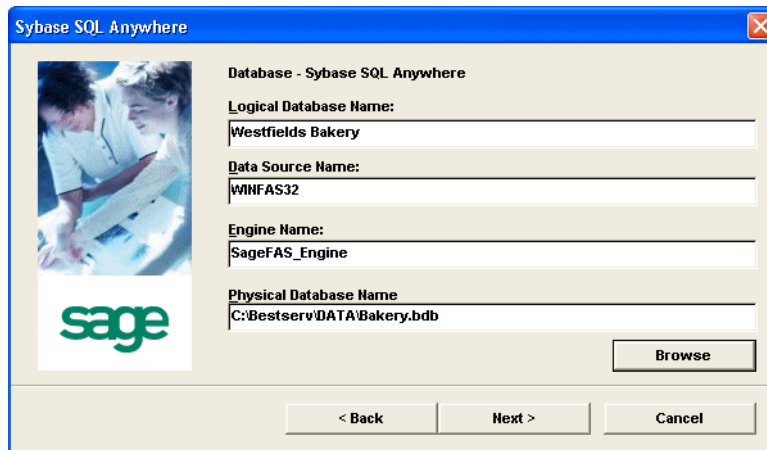 Sybase SQL Anywhere
Database - Sybase SQL Anywhere
Logical Database Name:
Westfields Bakery
Data Source Name:
WINFAS32
Engine Name:
SageFAS_Engine
Physical Database Name
C:\Bestserv\DATA\Bakery.bdb
sage
Browse
< Back
Next >
Cancel